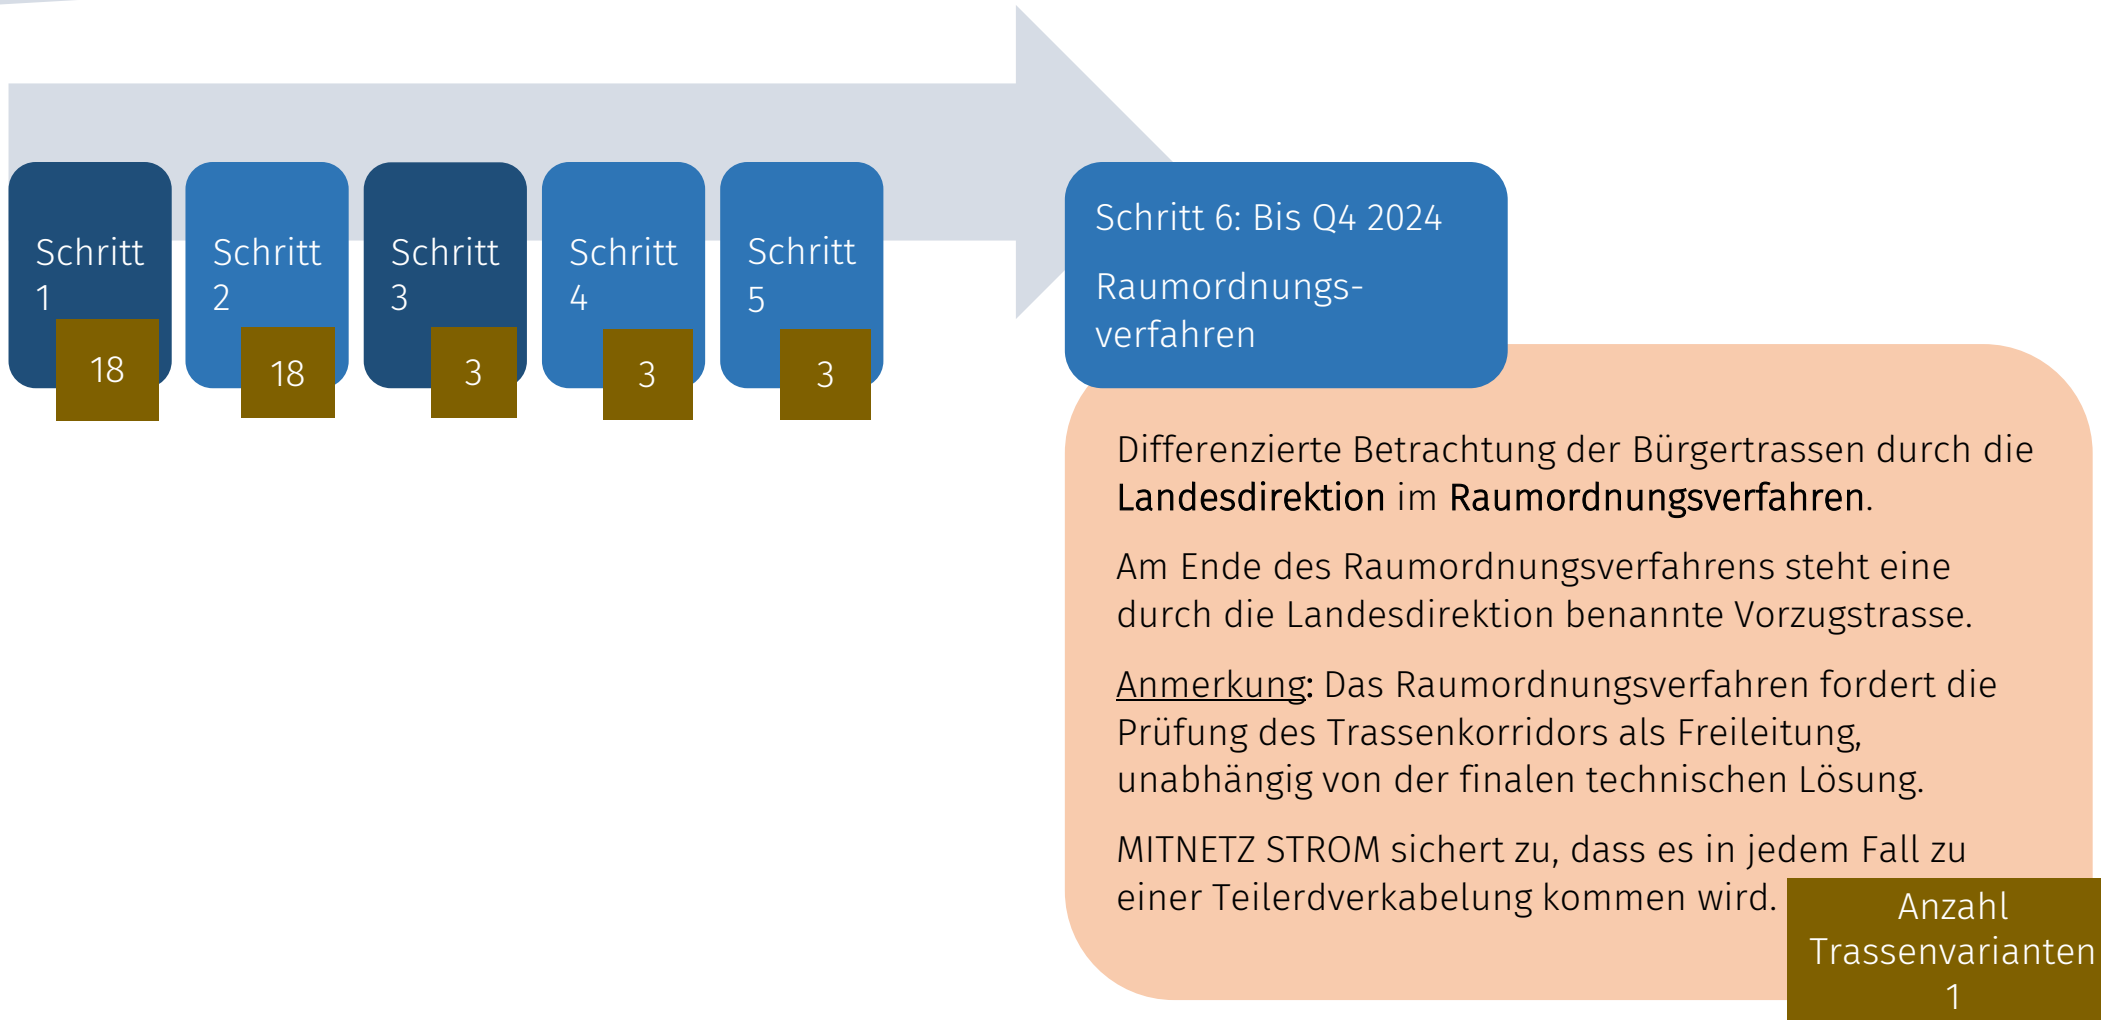 Schritt
1
18
Schritt
2
18
Schritt
3
3
Schritt
4
3
Schritt
5
3
Schritt 6: Bis Q4 2024
Raumordnungs-
verfahren
Differenzierte Betrachtung der Bürgertrassen durch die
Landesdirektion im Raumordnungsverfahren.
Am Ende des Raumordnungsverfahrens steht eine
durch die Landesdirektion benannte Vorzugstrasse.
Anmerkung: Das Raumordnungsverfahren fordert die
Prüfung des Trassenkorridors als Freileitung,
unabhängig von der finalen technischen Lösung.
MITNETZ STROM sichert zu, dass es in jedem Fall zu
einer Teilerdverkabelung kommen wird.
Anzahl
Trassenvarianten
1